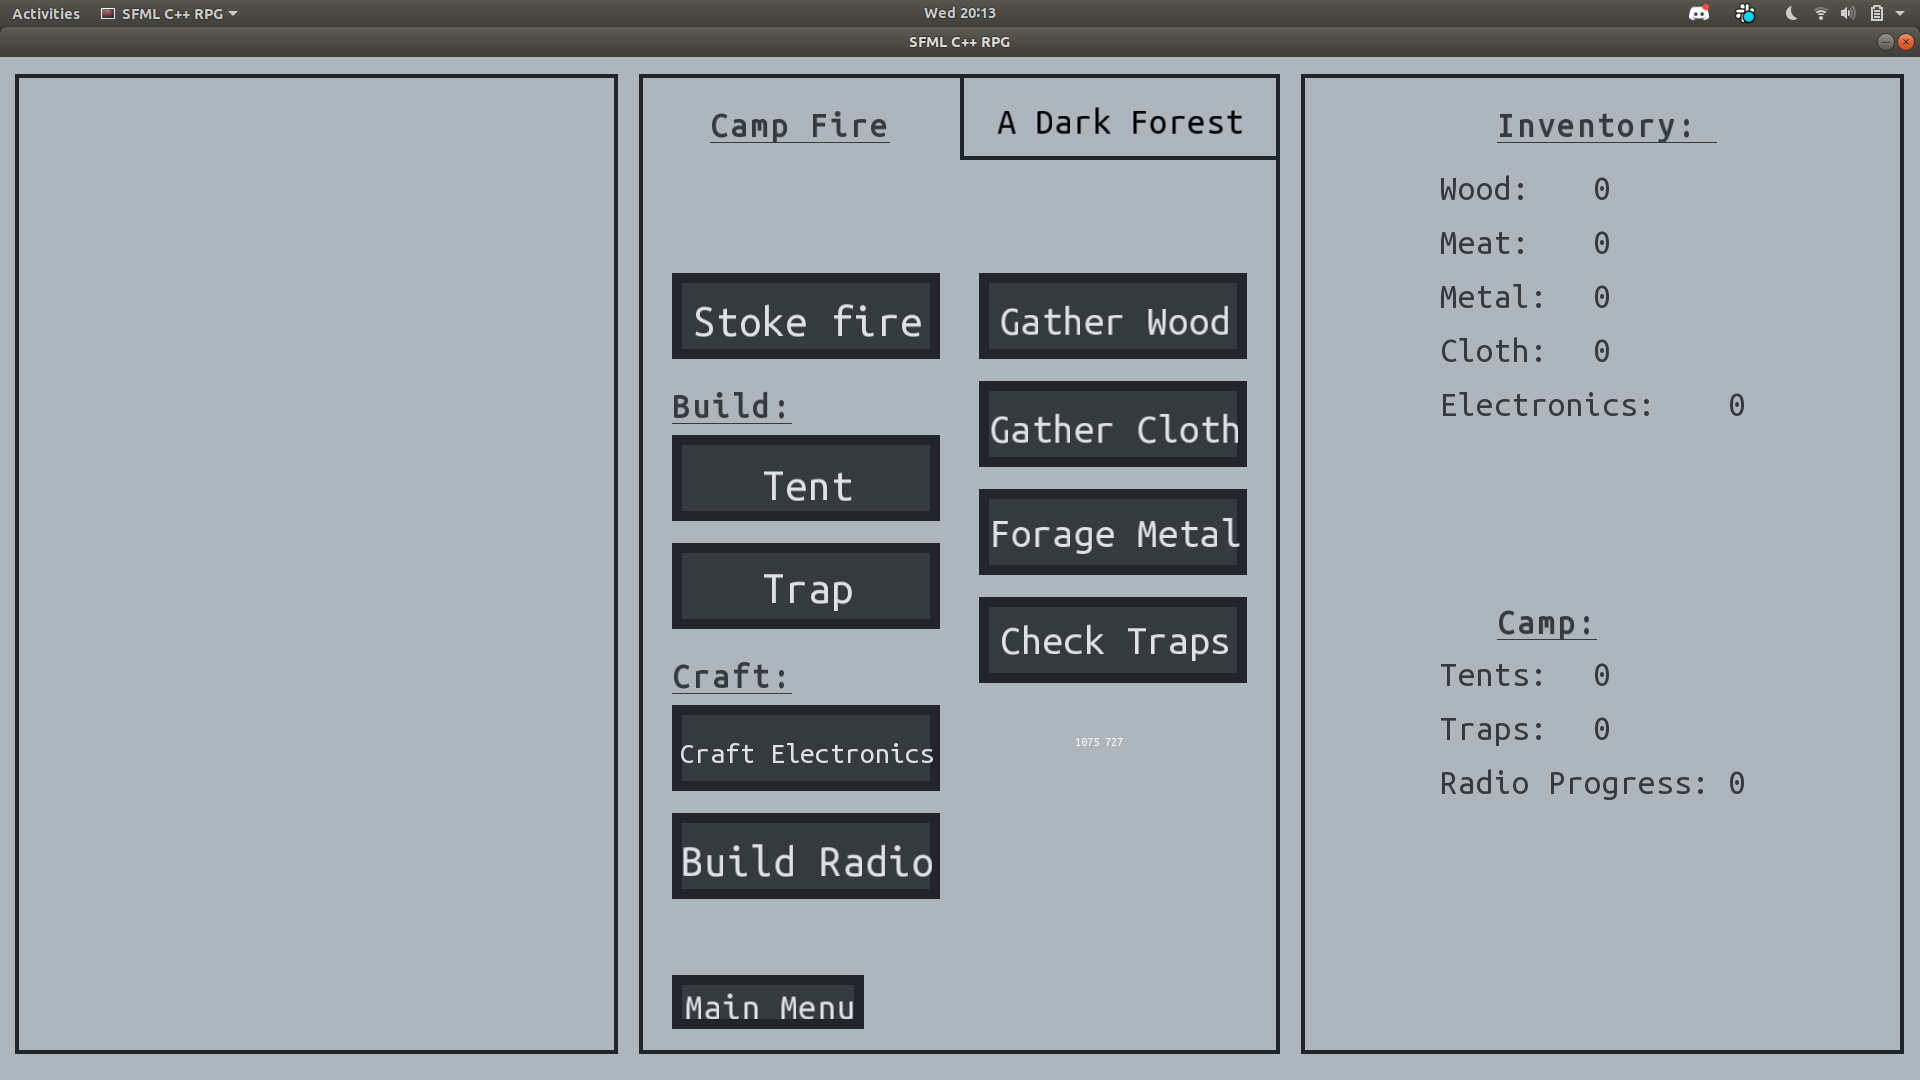 Activities SFML C++ RPG Wed 20:13
SFML C++ RPG
Camp Fire
A Dark Forest
Stoke fire
Gather Wood
Build:
Gather Cloth
Tent
Forage Metal
Trap
Check Traps
Craft:
Craft Electronics
1075 727
Build Radio
Main Menu
Inventory:
Wood: 0
Meat: 0
Metal: 0
Cloth: 0
Electronics: 0
Camp:
Tents: 0
Traps: 0
Radio Progress: 0